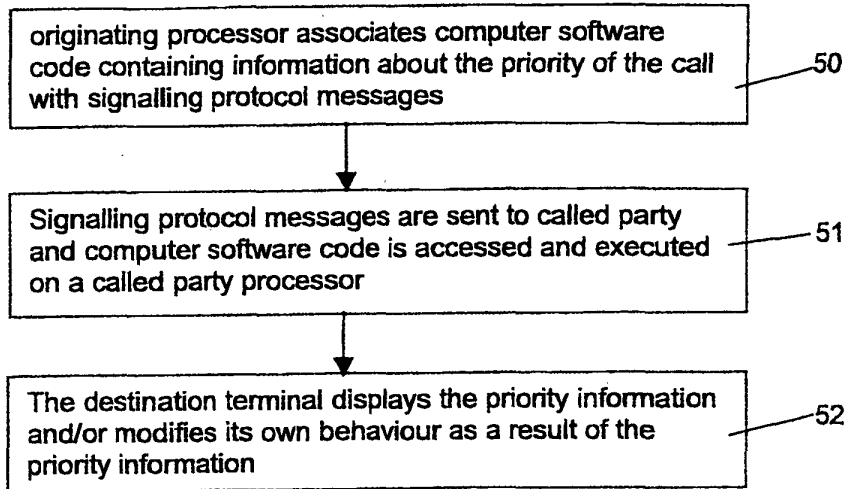 originating processor associates computer software
code containing information about the priority of the call
with signalling protocol messages
50
Signalling protocol messages are sent to called party
and computer software code is accessed and executed
on a called party processor
51
The destination terminal displays the priority information
and/or modifies its own behaviour as a result of the
priority information
52